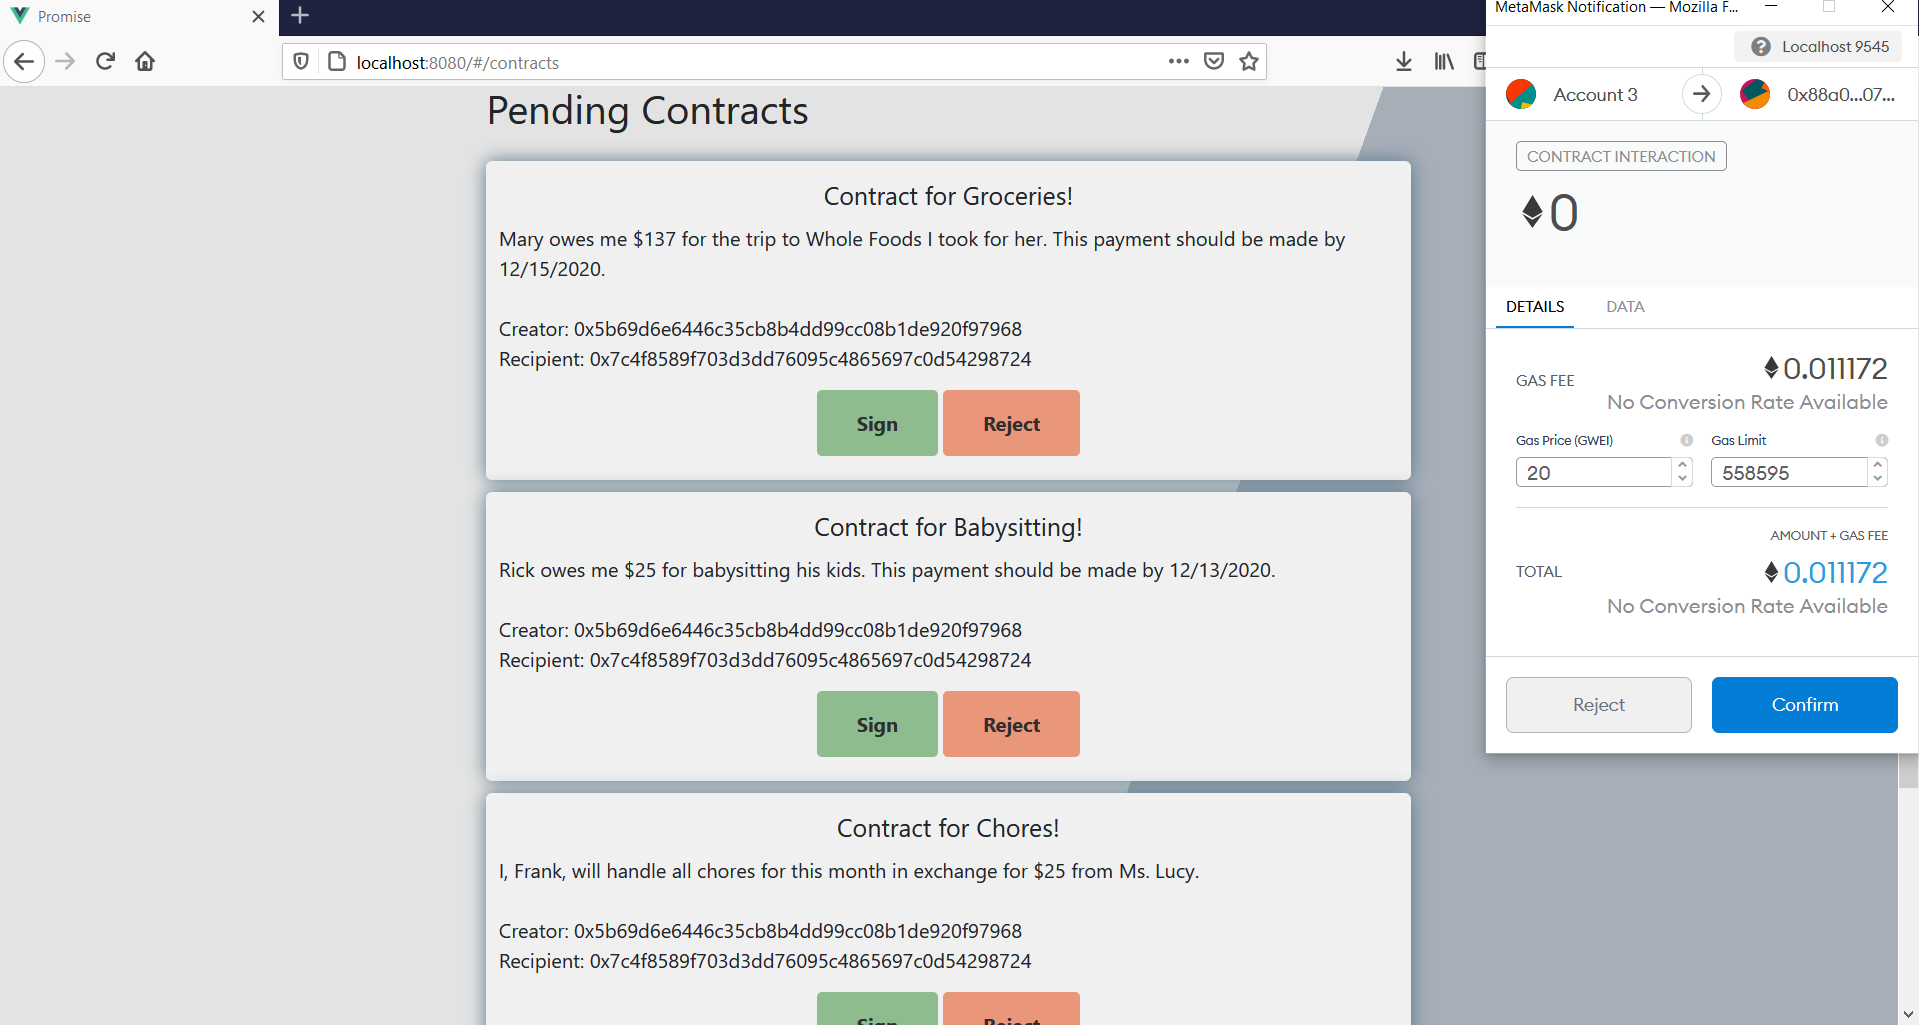 Promise
localhost:8080/#/contracts
Pending Contracts
Contract for Groceries!
Mary owes me $137 for the trip to Whole Foods I took for her. This payment should be made by
12/15/2020.
Creator: 0x5b69d6e6446c35cb8b4dd99cc08b1de920f97968
Recipient: 0x7c4f8589f703d3dd76095c4865697c0d54298724
Sign
Reject
Contract for Babysitting!
Rick owes me $25 for babysitting his kids. This payment should be made by 12/13/2020.
Creator: 0x5b69d6e6446c35cb8b4dd99cc08b1de920f97968
Recipient: 0x7c4f8589f703d3dd76095c4865697c0d54298724
Sign
Reject
Contract for Chores!
I, Frank, will handle all chores for this month in exchange for $25 from Ms. Lucy.
Creator: 0x5b69d6e6446c35cb8b4dd99cc08b1de920f97968
Recipient: 0x7c4f8589f703d3dd76095c4865697c0d54298724
Sign
Reject
MetaMask Notification — Mozilla F...
Localhost 9545
Account 3
0x88a0...07...
CONTRACT INTERACTION
0
DETAILS
DATA
GAS FEE
0.011172
No Conversion Rate Available
Gas Price (GWEI)
Gas Limit
20
558595
AMOUNT + GAS FEE
TOTAL
0.011172
No Conversion Rate Available
Reject
Confirm